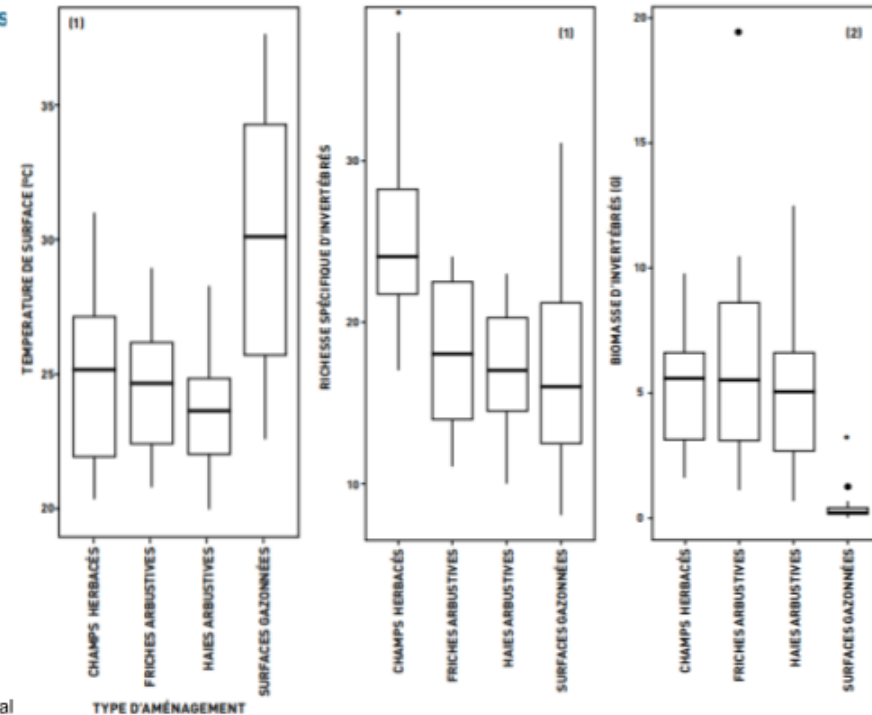 s
(1)
TEMPERATURE DE SURFACE (°C)
35
30
25
20
CHAMPS HERBACÉS
FRICHES ARBUSTIVES
HAIES ARBUSTIVES
SURFACES GAZONNÉES
TYPE D'AMÉNAGEMENT
(1)
RICHESSE SPÉCIFIQUE D'INVERTÉBRÉS
30
20
10
CHAMPS HERBACÉS
FRICHES ARBUSTIVES
HAIES ARBUSTIVES
SURFACES GAZONNÉES
(2)
BIOMASSE D'INVERTÉBRÉS (G)
20
15
10
5
0
CHAMPS HERBACÉS
FRICHES ARBUSTIVES
HAIES ARBUSTIVES
SURFACES GAZONNÉES
al